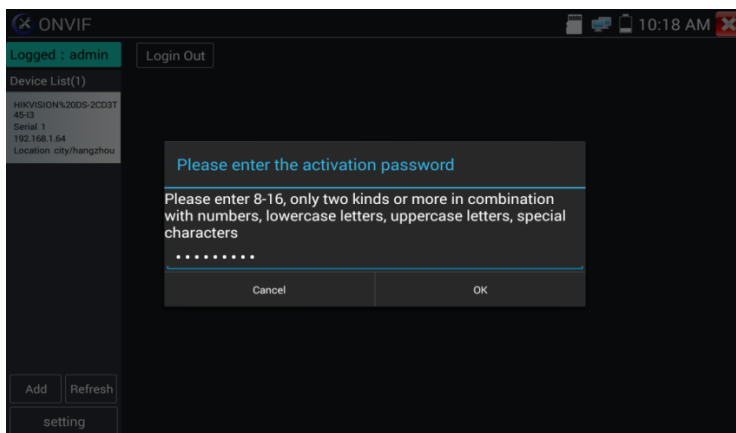 ONVIF
10:18 AM
Logged : admin
Login Out
Device List(1)
HIKVISION%20DS-2CD3T
45-I3
Serial 1
192.168.1.64
Location city/hangzhou
Please enter the activation password
Please enter 8-16, only two kinds or more in combination
with numbers, lowercase letters, uppercase letters, special
characters
•••••••••
Cancel
OK
Add
Refresh
setting